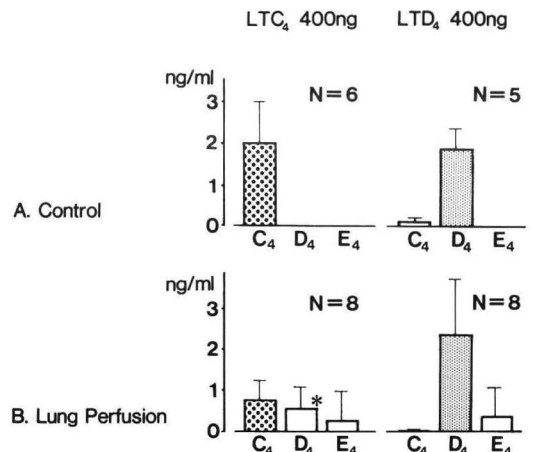 LTC₄ 400ng LTD₄ 400ng
ng/ml
3
2
1
0
N=6 N=5
A. Control
C₄ D₄ E₄ C₄ D₄ E₄
ng/ml
3
2
1
0
N=8 N=8
*
B. Lung Perfusion
C₄ D₄ E₄ C₄ D₄ E₄